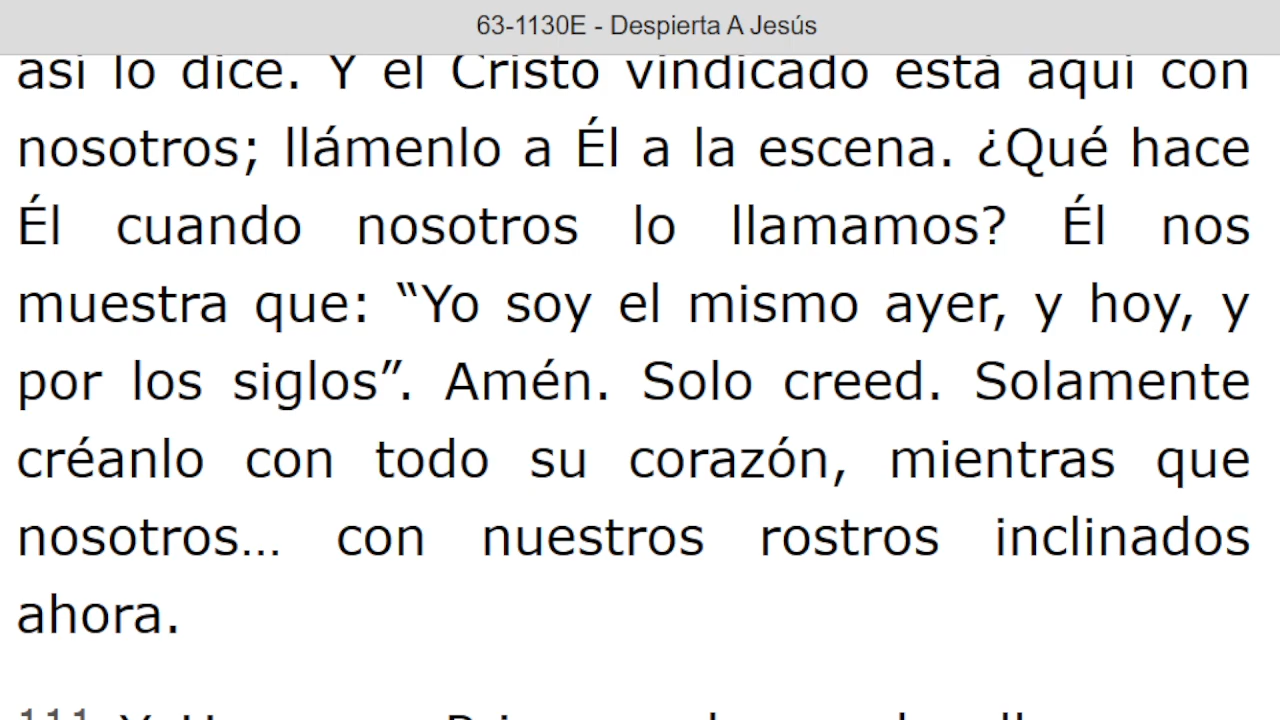 63-1130E - Despierta A Jesús
así lo dice. Y el Cristo vindicado está aquí con
nosotros; llámenlo a Él a la escena. ¿Qué hace
Él cuando nosotros lo llamamos? Él nos
muestra que: “Yo soy el mismo ayer, y hoy, y
por los siglos”. Amén. Solo creed. Solamente
créanlo con todo su corazón, mientras que
nosotros… con nuestros rostros inclinados
ahora.
111